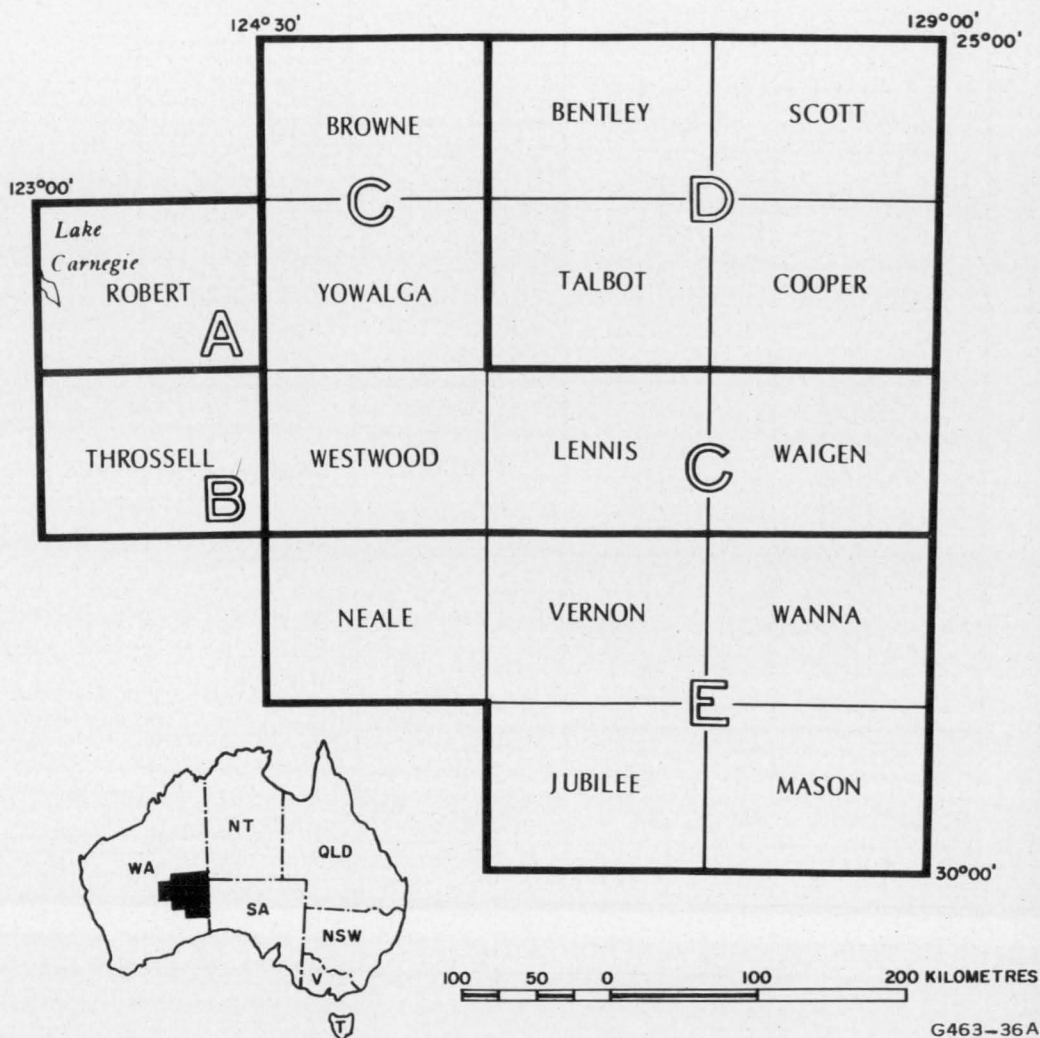 124° 30'
129°00'
25°00'
BROWNE
BENTLEY
SCOTT
123°00'
C
D
Lake
Carnegie
ROBERT
YOWALGA
TALBOT
COOPER
A
THROSSELL
WESTWOOD
LENNIS
C
WAIGEN
B
NEALE
VERNON
WANNA
E
JUBILEE
MASON
NT
WA
QLD
30°00'
SA
NSW
V
T
100 50 0 100 200 KILOMETRES
G463-36A